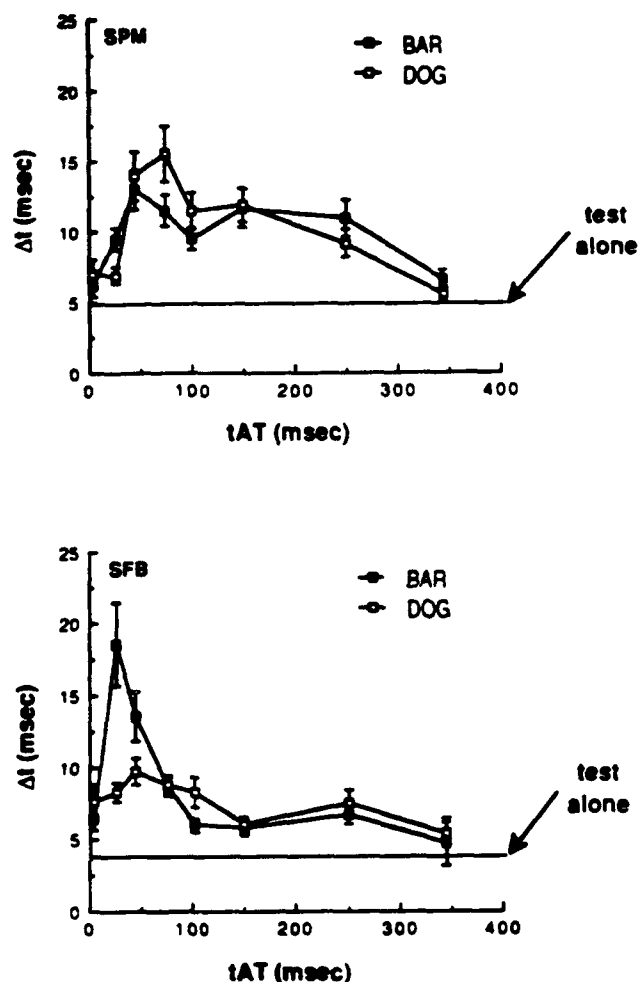 25
SPM
BAR
DOG
20
15
10
5
0
Δt (msec)
test
alone
0 100 200 300 400
tAT (msec)
25
SFB
BAR
DOG
20
15
10
5
0
Δt (msec)
test
alone
0 100 200 300 400
tAT (msec)